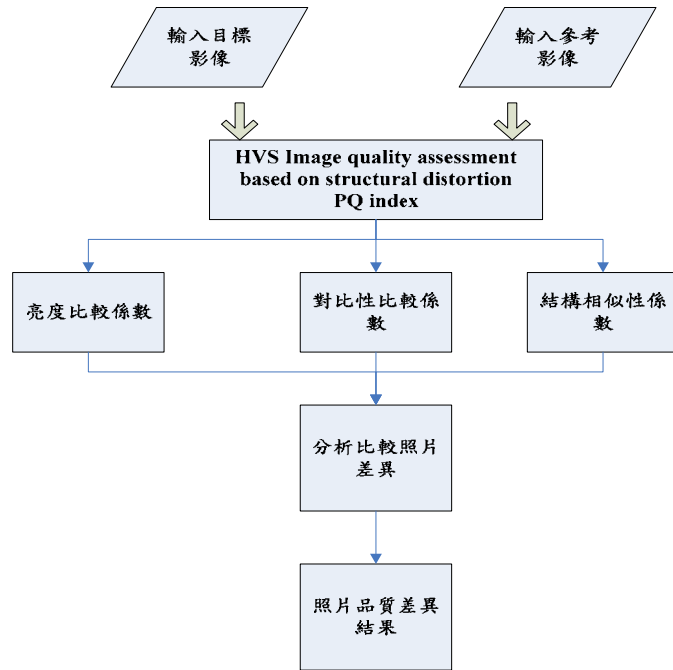 輸入目標
影像
輸入參考
影像
HVS Image quality assessment
based on structural distortion
PQ index
亮度比較係數
對比性比較係
數
結構相似性係
數
分析比較照片
差異
照片品質差異
結果